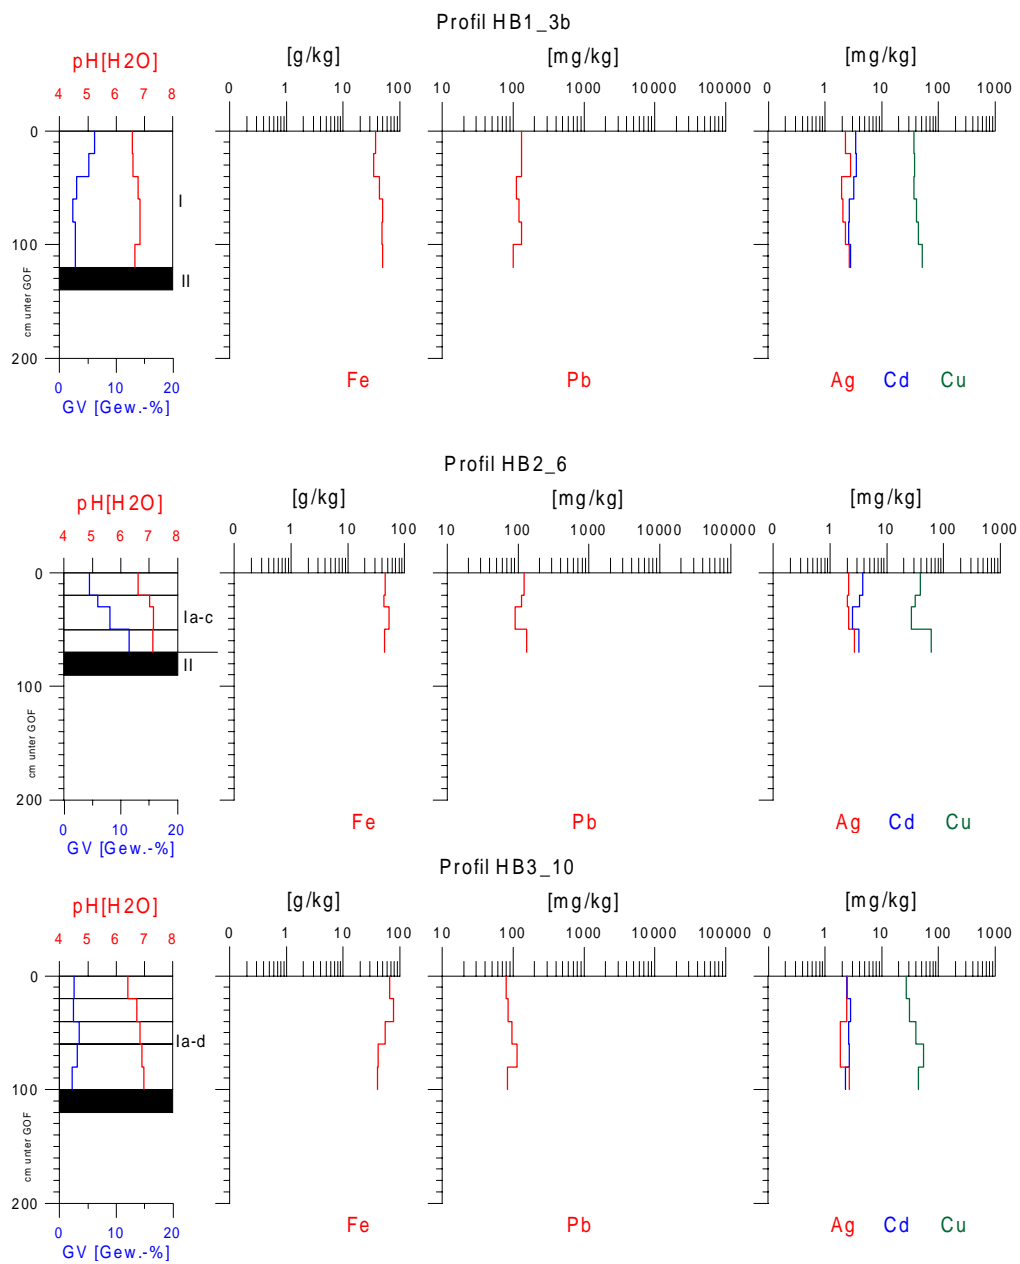 Profil HB1_3b
[g/kg] [mg/kg] [mg/kg]
pH[H2O]
4 5 6 7 8 0 1 10 100 10 100 1000 10000 100000 0 1 10 100 1000
0
I
100
II
cm unter GOF
200
0 10 20 Fe Pb Ag Cd Cu
GV [Gew.-%]
Profil HB2_6
[g/kg] [mg/kg] [mg/kg]
pH[H2O]
4 5 6 7 8 0 1 10 100 10 100 1000 10000 100000 0 1 10 100 1000
0
Ia-c
II
100
cm unter GOF
200
0 10 20 Fe Pb Ag Cd Cu
GV [Gew.-%]
Profil HB3_10
[g/kg] [mg/kg] [mg/kg]
pH[H2O]
4 5 6 7 8 0 1 10 100 10 100 1000 10000 100000 0 1 10 100 1000
0
Ia-d
100
cm unter GOF
200
0 10 20 Fe Pb Ag Cd Cu
GV [Gew.-%]